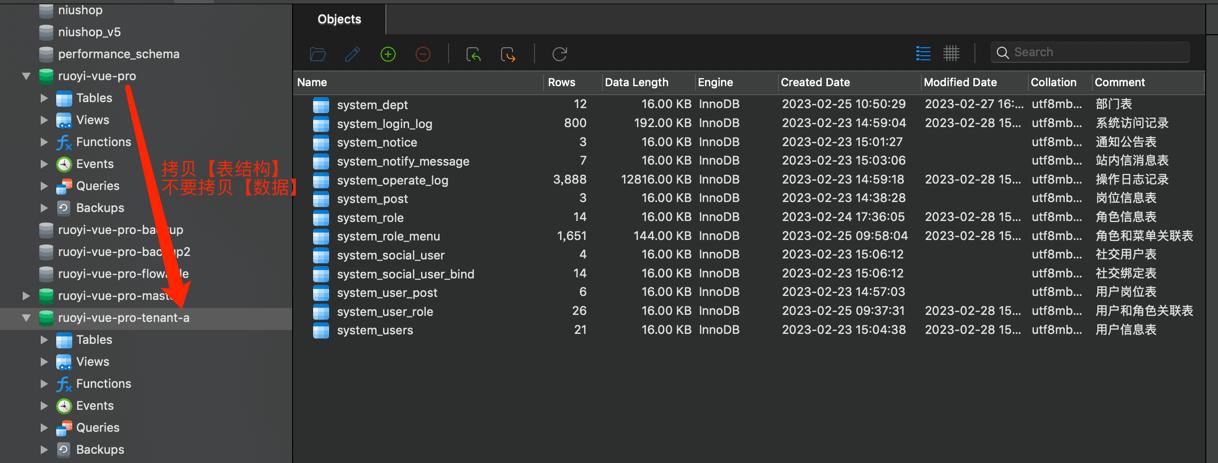 niushop
niushop_v5
performance_schema
ruoyi-vue-pro
Tables
Views
Functions
Events
Queries
Backups
ruoyi-vue-pro-backup
ruoyi-vue-pro-backup2
ruoyi-vue-pro-flowable
ruoyi-vue-pro-mast
ruoyi-vue-pro-tenant-a
Tables
Views
Functions
Events
Queries
Backups
拷贝【表结构】
不要拷贝【数据】
Objects
Search
Name Rows Data Length Engine Created Date Modified Date Collation Comment
system_dept 12 16.00 KB InnoDB 2023-02-25 10:50:29 2023-02-27 16:... utf8mb... 部门表
system_login_log 800 192.00 KB InnoDB 2023-02-23 14:59:04 2023-02-28 15... utf8mb... 系统访问记录
system_notice 3 16.00 KB InnoDB 2023-02-23 15:01:27 utf8mb... 通知公告表
system_notify_message 7 16.00 KB InnoDB 2023-02-23 15:03:06 utf8mb... 站内信消息表
system_operate_log 3,888 12816.00 KB InnoDB 2023-02-23 14:59:18 2023-02-28 15... utf8mb... 操作日志记录
system_post 3 16.00 KB InnoDB 2023-02-23 14:38:28 utf8mb... 岗位信息表
system_role 14 16.00 KB InnoDB 2023-02-24 17:36:05 2023-02-28 15... utf8mb... 角色信息表
system_role_menu 1,651 144.00 KB InnoDB 2023-02-25 09:58:04 2023-02-28 15... utf8mb... 角色和菜单关联表
system_social_user 4 16.00 KB InnoDB 2023-02-23 15:06:12 utf8mb... 社交用户表
system_social_user_bind 14 16.00 KB InnoDB 2023-02-23 15:06:12 utf8mb... 社交绑定表
system_user_post 6 16.00 KB InnoDB 2023-02-23 14:57:03 utf8mb... 用户岗位表
system_user_role 26 16.00 KB InnoDB 2023-02-25 09:37:31 2023-02-28 15... utf8mb... 用户和角色关联表
system_users 21 16.00 KB InnoDB 2023-02-23 15:04:38 2023-02-28 15... utf8mb... 用户信息表